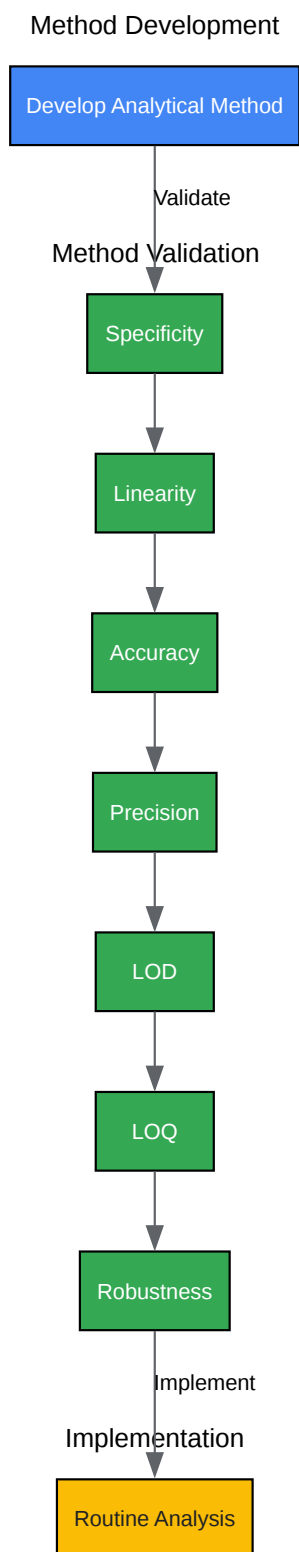 Method Development
Develop Analytical Method
Validate
Method Validation
Specificity
Linearity
Accuracy
Precision
LOD
LOQ
Robustness
Implement
Implementation
Routine Analysis